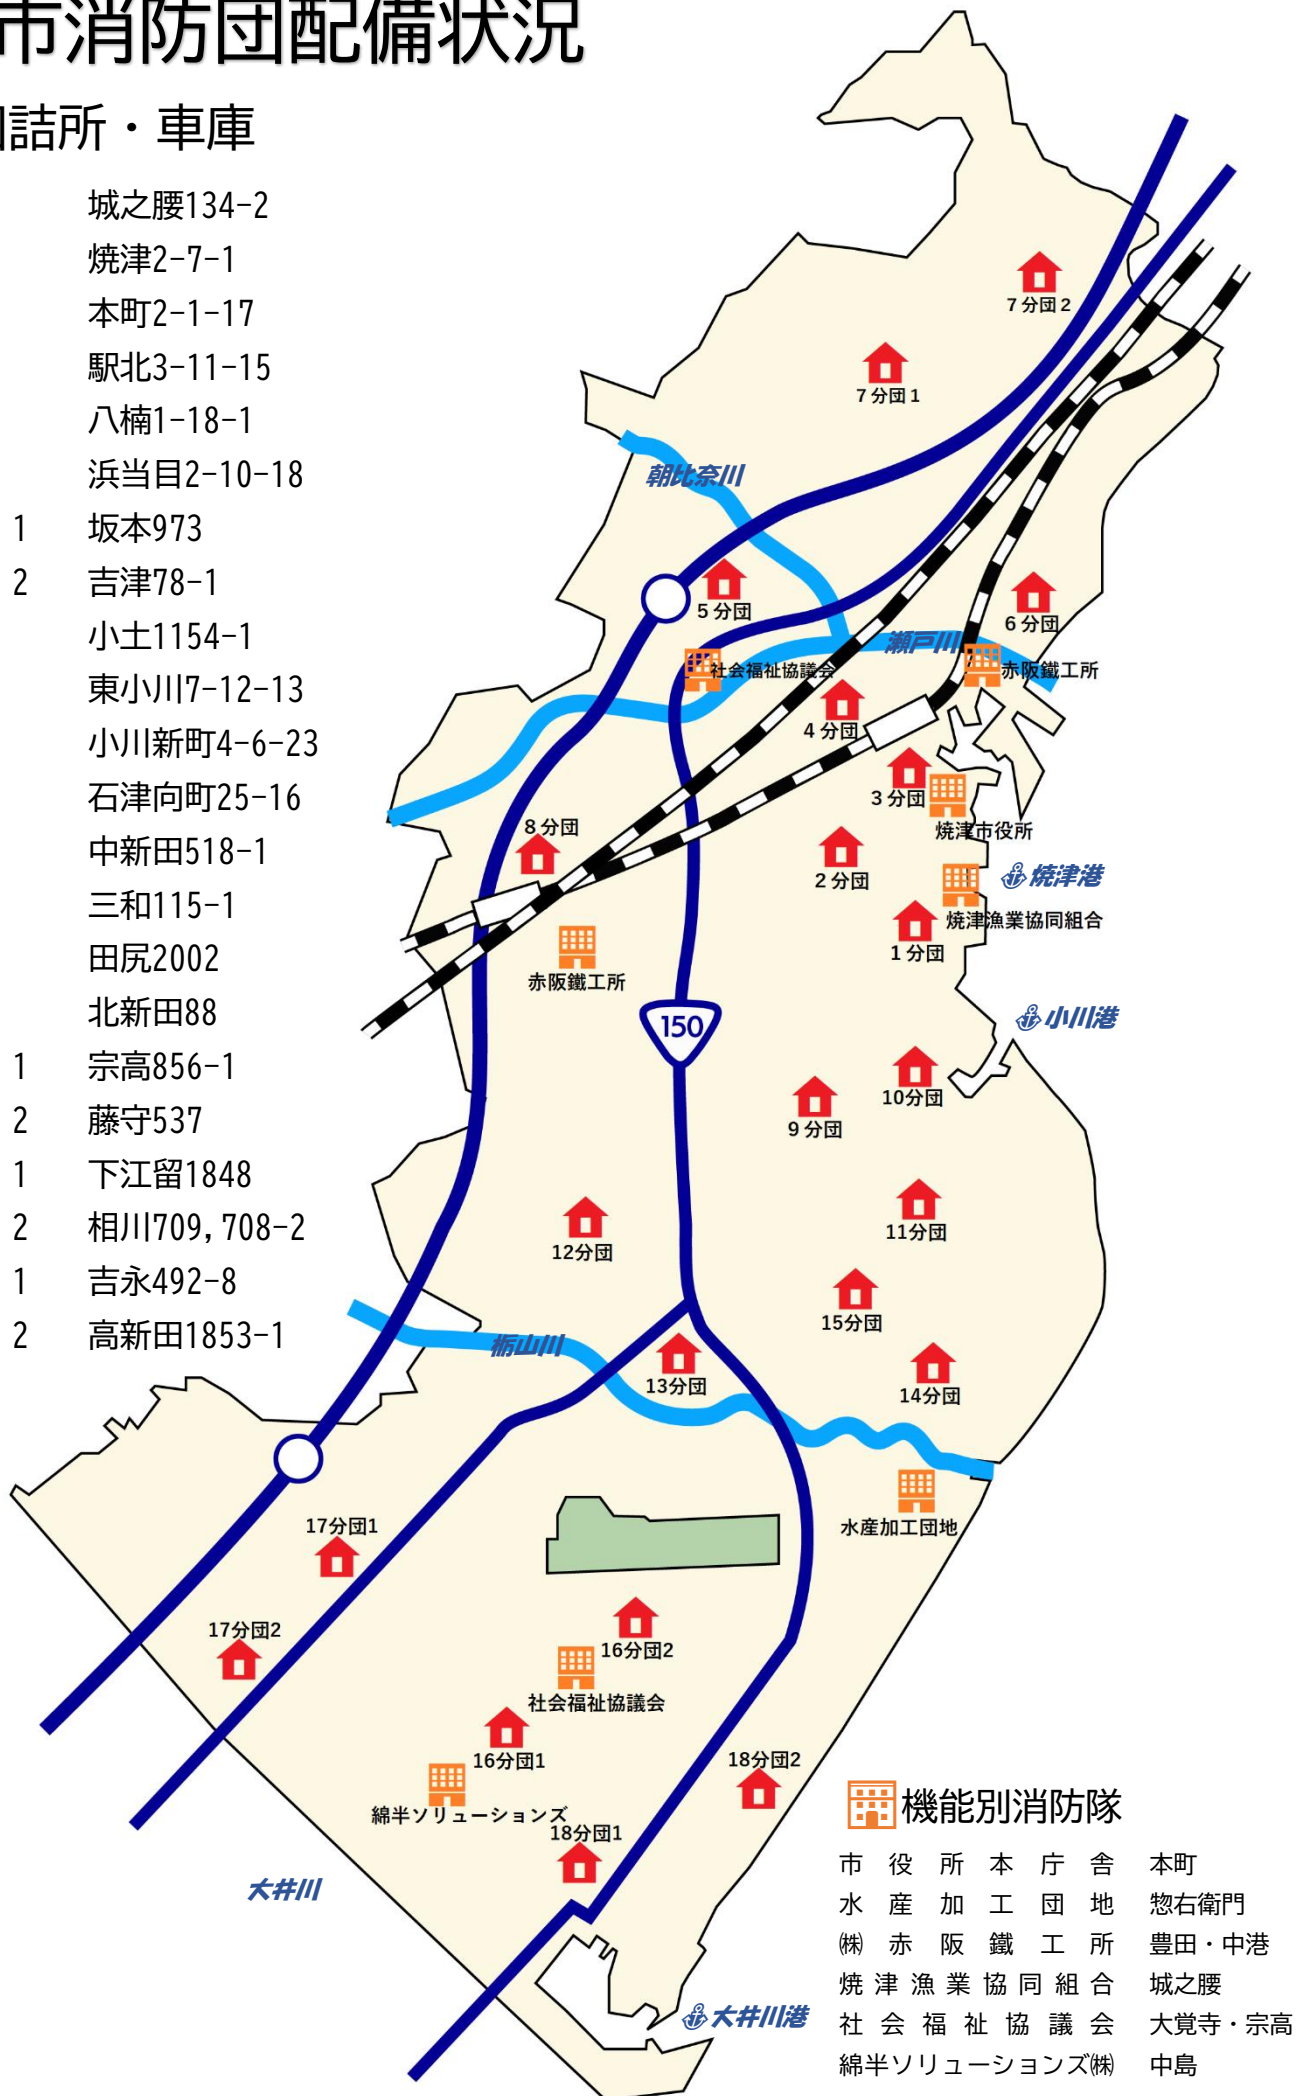 市消防団配備状況
詰所・車庫
城之腰134-2
焼津2-7-1
本町2-1-17
駅北3-11-15
八楠1-18-1
浜当目2-10-18
1 坂本973
2 吉津78-1
小土1154-1
東小川7-12-13
小川新町4-6-23
石津向町25-16
中新田518-1
三和115-1
田尻2002
北新田88
1 宗高856-1
2 藤守537
1 下江留1848
2 相川709,708-2
1 吉永492-8
2 高新田1853-1
7分団2
7分団1
朝比奈川
5分団
6分団
瀬戸川
社会福祉協議会
赤阪鐵工所
4分団
3分団
焼津市役所
8分団
2分団
焼津港
焼津漁業協同組合
1分団
赤阪鐵工所
小川港
150
10分団
9分団
11分団
12分団
15分団
栃山川
13分団
14分団
水産加工団地
17分団1
17分団2
16分団2
社会福祉協議会
16分団1
18分団2
綿半ソリューションズ
18分団1
大井川
大井川港
機能別消防隊
市役所本庁舎 本町
水産加工団地 惣右衛門
㈱赤阪鐵工所 豊田・中港
焼津漁業協同組合 城之腰
社会福祉協議会 大覚寺・宗高
綿半ソリューションズ㈱ 中島